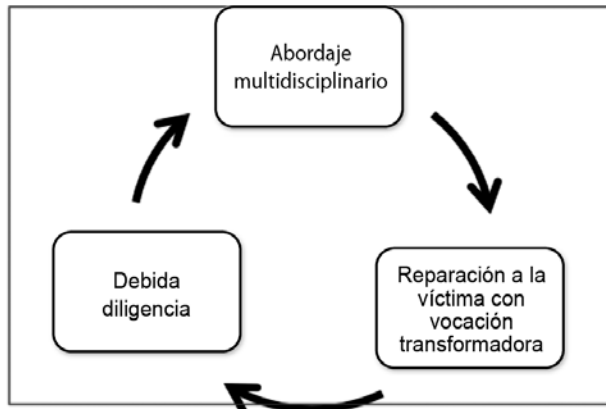 Abordaje
multidisciplinario
Reparación a la
víctima con
vocación
transformadora
Debida
diligencia